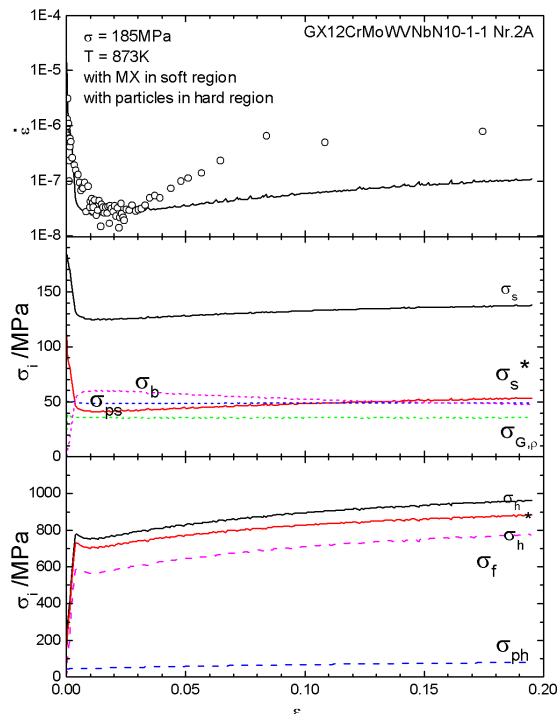 GX12CrMoWVNbN10-1-1 Nr.2A
σ = 185MPa
T = 873K
with MX in soft region
with particles in hard region
1E-4
1E-5
1E-6
1E-7
1E-8
ε̇
σs
150
100
50
0
σi /MPa
σb
σps
σs*
σG,ρ
1000
800
600
400
200
0
σi /MPa
σh
σh*
σf
σph
0.00 0.05 0.10 0.15 0.20
ε